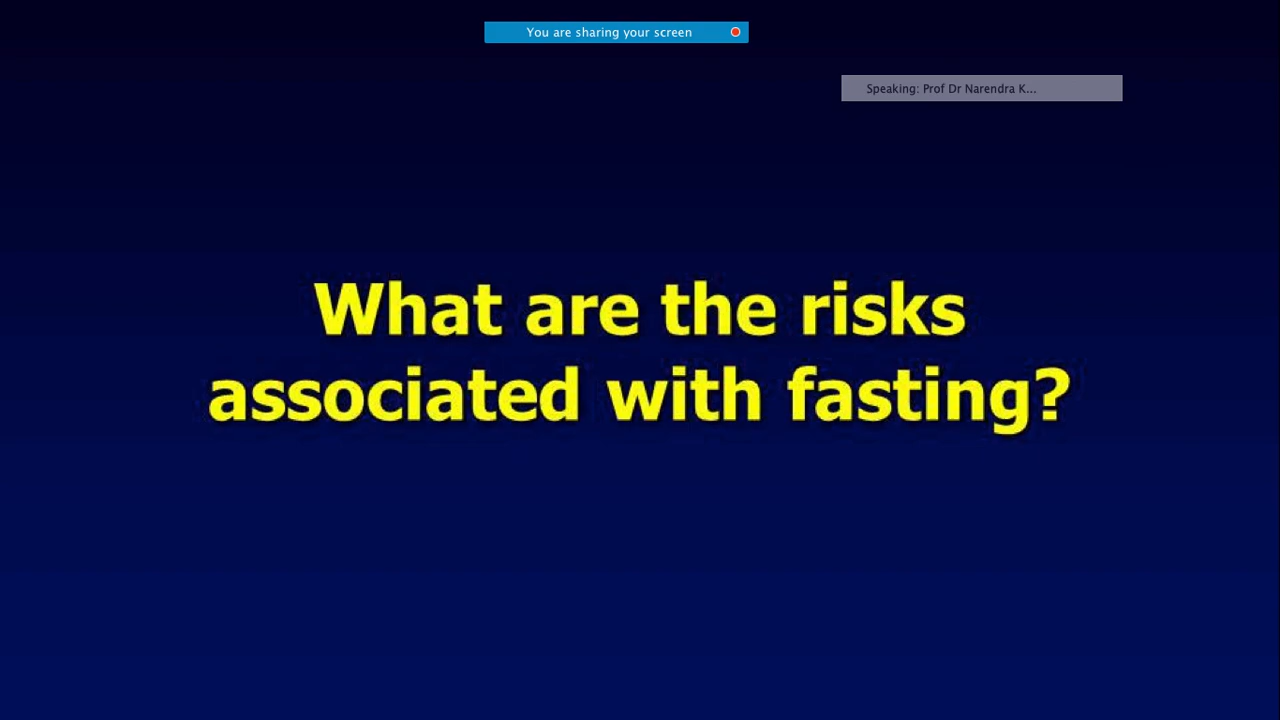 You are sharing your screen
Speaking: Prof Dr Narendra K...
What are the risks
associated with fasting?